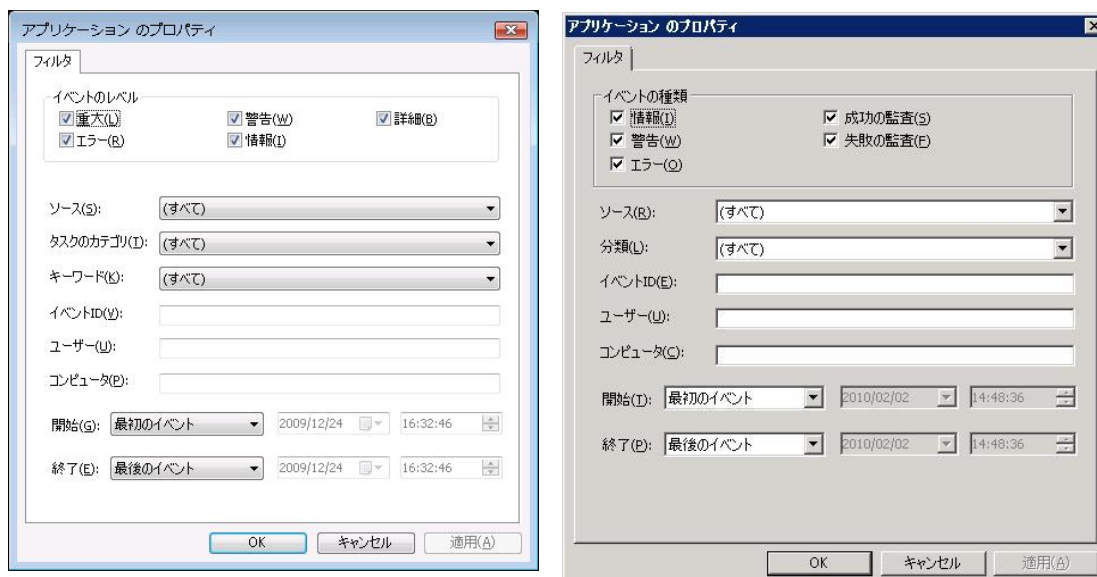 アプリケーション のプロパティ
フィルタ
イベントのレベル
重大(L) 警告(W) 詳細(B)
エラー(R) 情報(I)
ソース(S): (すべて)
タスクのカテゴリ(T): (すべて)
キーワード(K): (すべて)
イベントID(V):
ユーザー(U):
コンピュータ(P):
開始(G): 最初のイベント 2009/12/24 16:32:46
終了(E): 最後のイベント 2009/12/24 16:32:46
OK キャンセル 適用(A)
アプリケーション のプロパティ
フィルタ
イベントの種類
情報(I) 成功の監査(S)
警告(W) 失敗の監査(F)
エラー(O)
ソース(R): (すべて)
分類(L): (すべて)
イベントID(E):
ユーザー(U):
コンピュータ(C):
開始(T): 最初のイベント 2010/02/02 14:48:36
終了(P): 最後のイベント 2010/02/02 14:48:36
OK キャンセル 適用(A)